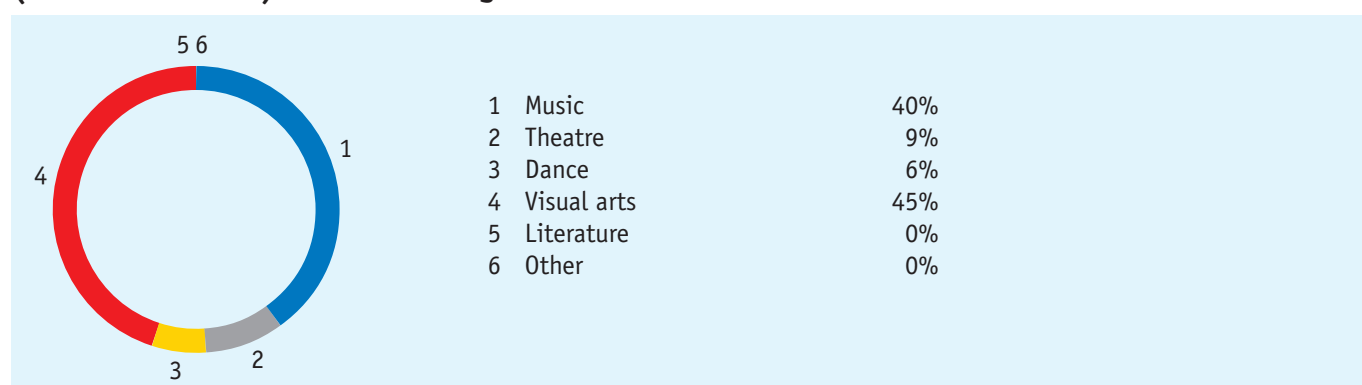 5 6
1
4
2
3
1 Music 40%
2 Theatre 9%
3 Dance 6%
4 Visual arts 45%
5 Literature 0%
6 Other 0%